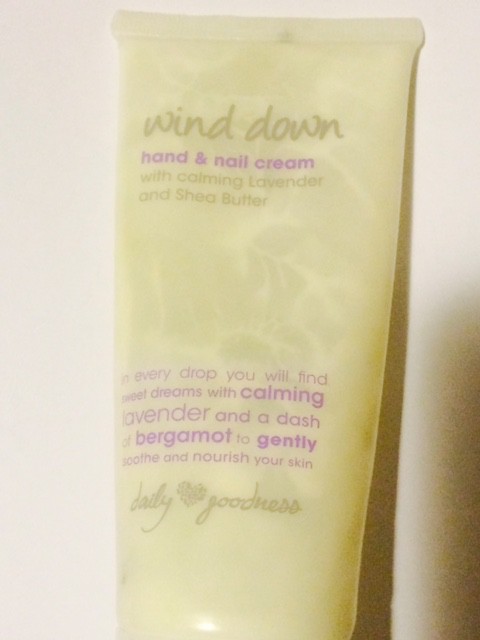 wind down
hand & nail cream
with calming Lavender
and Shea Butter
in every drop you will find
sweet dreams with calming
lavender and a dash
of bergamot to gently
soothe and nourish your skin
daily goodness